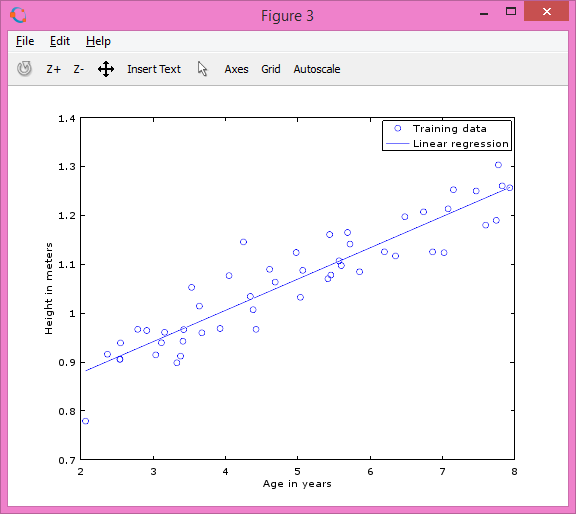 Figure 3
File Edit Help
Z+ Z- Insert Text Axes Grid Autoscale
1.4
Training data
Linear regression
1.3
1.2
1.1
1
0.9
0.8
0.7
Height in meters
2 3 4 5 6 7 8
Age in years